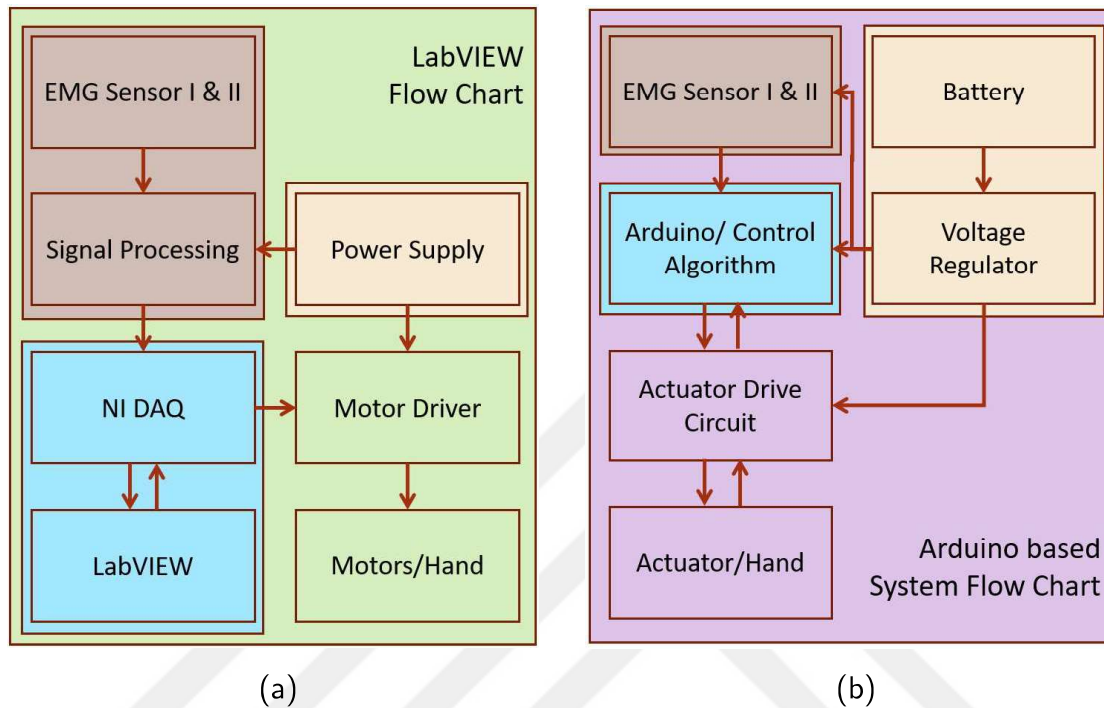 LabVIEW
Flow Chart
EMG Sensor I & II
Signal Processing
Power Supply
NI DAQ
Motor Driver
LabVIEW
Motors/Hand
(a)
EMG Sensor I & II
Battery
Arduino/ Control
Algorithm
Voltage
Regulator
Actuator Drive
Circuit
Actuator/Hand
Arduino based
System Flow Chart
(b)